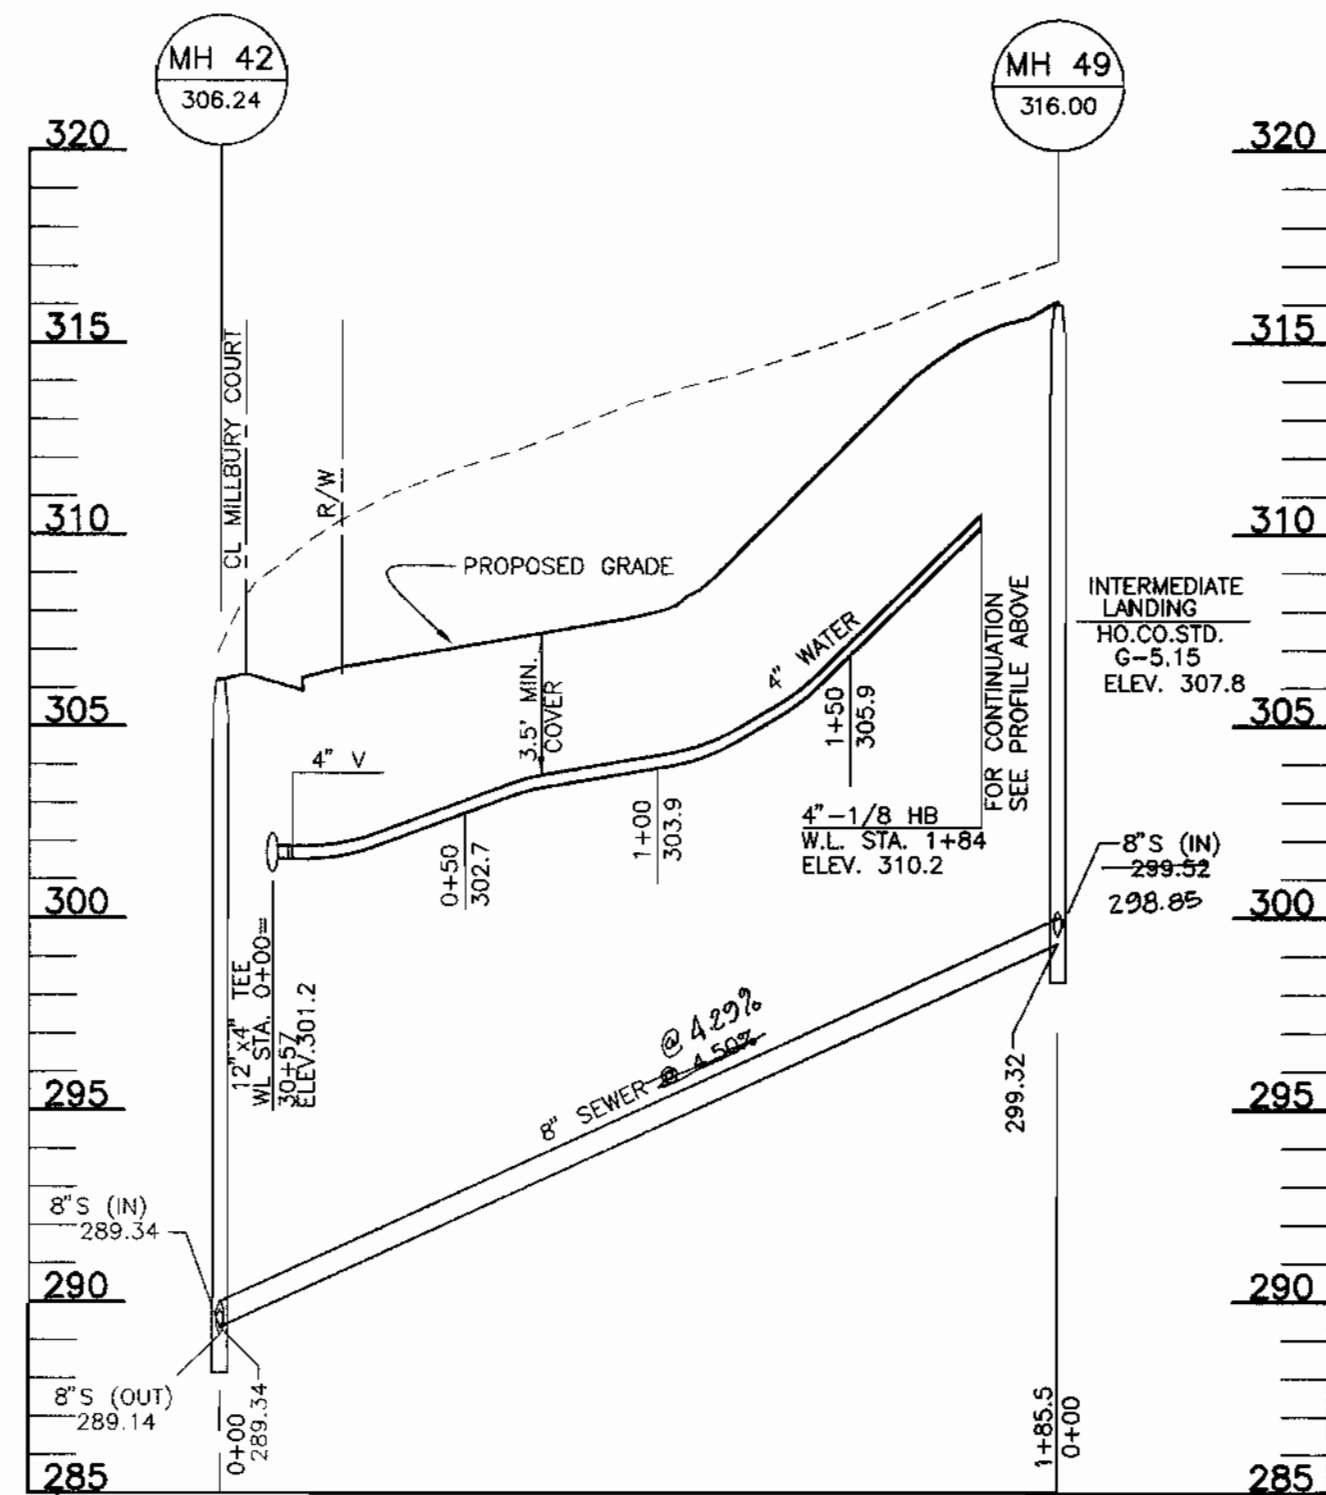 MH 42
306.24
MH 49
316.00
320
320
315
315
310
310
305
305
300
300
295
295
290
290
285
285
CL MILLBURY COURT
R/W
PROPOSED GRADE
3.5' MIN.
COVER
4" WATER
4" V
0+50
302.7
1+00
303.9
1+50
305.9
4"-1/8 HB
W.L. STA. 1+84
ELEV. 310.2
FOR CONTINUATION
SEE PROFILE ABOVE
INTERMEDIATE
LANDING
HO.CO.STD.
G-5.15
ELEV. 307.8
8"S (IN)
299.52
298.85
12"x4" TEE
WL STA. 0+00=
30+57
ELEV.301.2
@ 4.29%
8" SEWER @ 4.50%
299.32
8"S (IN)
289.34
8"S (OUT)
289.14
0+00
289.34
1+85.5
0+00